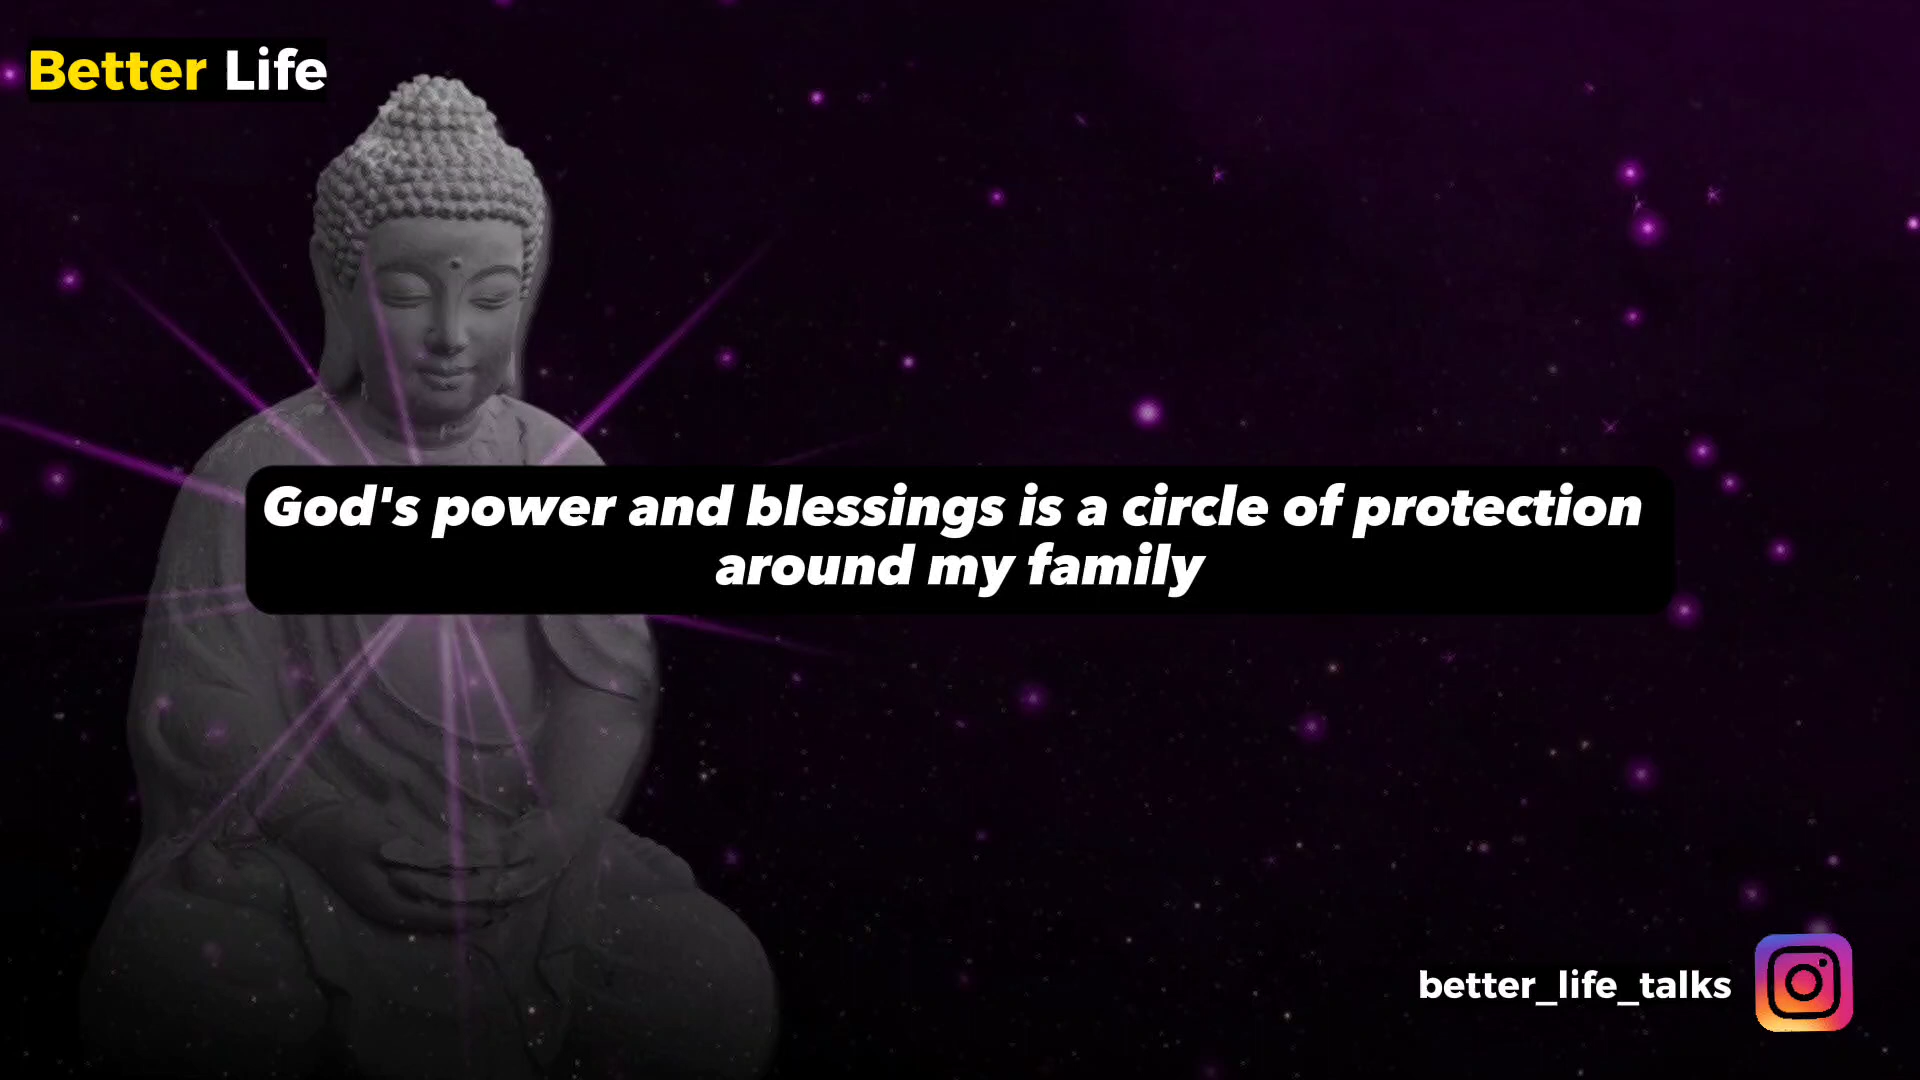 Better Life
God's power and blessings is a circle of protection
around my family
better_life_talks